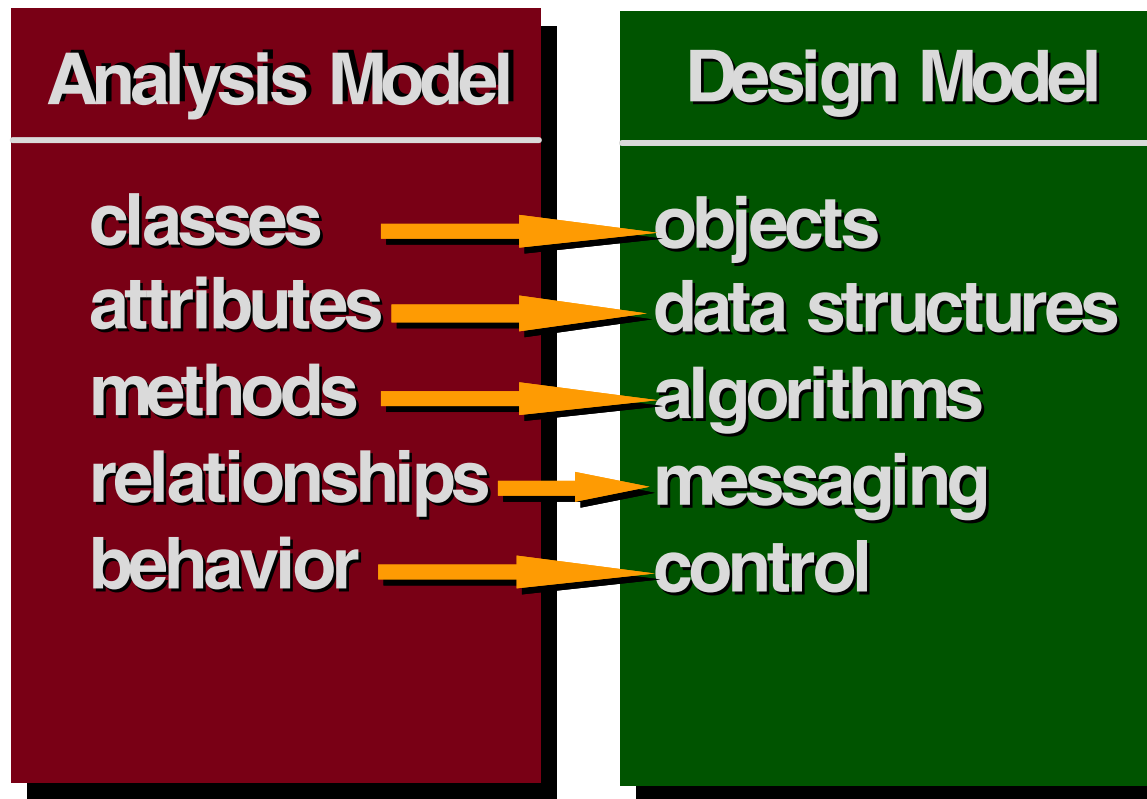 Analysis Model
classes
attributes
methods
relationships
behavior
Design Model
objects
data structures
algorithms
messaging
control